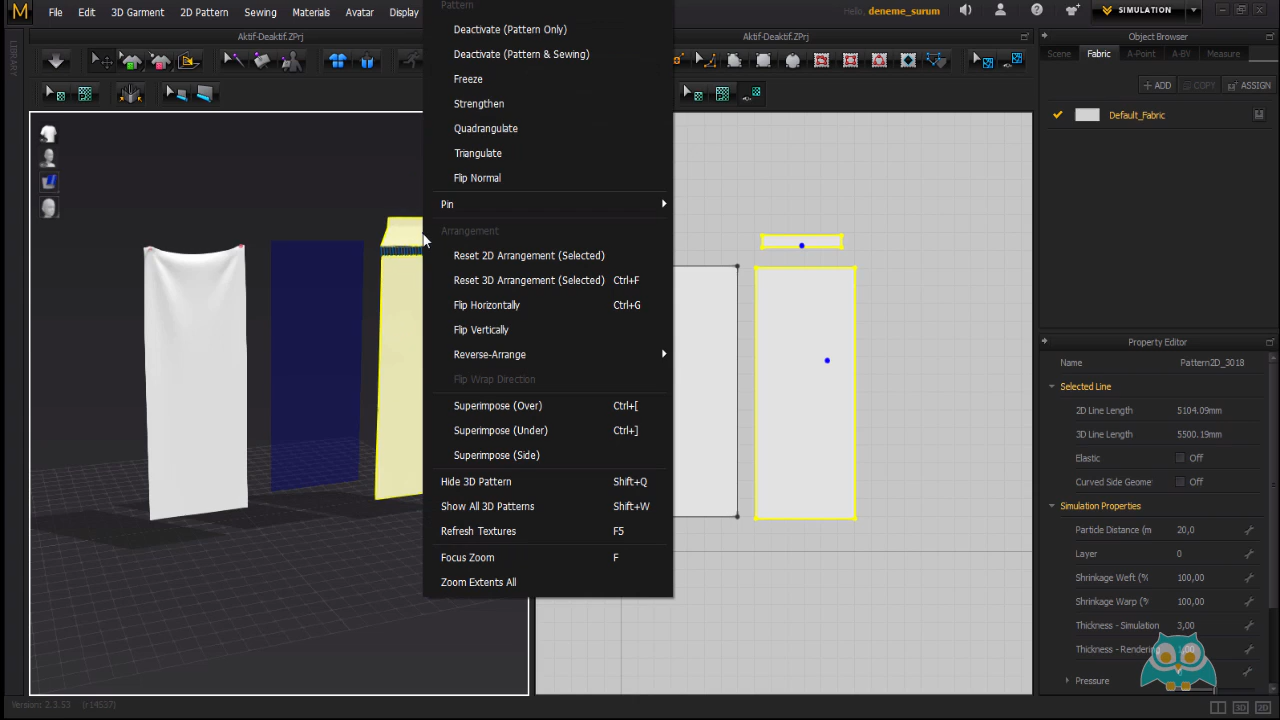 M File Edit 3D Garment 2D Pattern Sewing Materials Avatar Display
Hello, deneme_surum
SIMULATION
Aktif-Deaktif.ZPrj
Aktif-Deaktif.ZPrj
Object Browser
LIBRARY
Scene Fabric A-Point A-BV Measure
ADD COPY ASSIGN
Default_Fabric
Pattern
Deactivate (Pattern Only)
Deactivate (Pattern & Sewing)
Freeze
Strengthen
Quadrangulate
Triangulate
Flip Normal
Pin
Arrangement
Reset 2D Arrangement (Selected)
Reset 3D Arrangement (Selected) Ctrl+F
Flip Horizontally Ctrl+G
Flip Vertically
Reverse-Arrange
Flip Wrap Direction
Superimpose (Over) Ctrl+[
Superimpose (Under) Ctrl+]
Superimpose (Side)
Hide 3D Pattern Shift+Q
Show All 3D Patterns Shift+W
Refresh Textures F5
Focus Zoom F
Zoom Extents All
Property Editor
Name Pattern2D_3018
Selected Line
2D Line Length 5104.09mm
3D Line Length 5500.19mm
Elastic Off
Curved Side Geome Off
Simulation Properties
Particle Distance (m 20,0
Layer 0
Shrinkage Weft (% 100,00
Shrinkage Warp (% 100,00
Thickness - Simulation 3,00
Thickness - Rendering
Pressure
Version: 2.3.53 (r14537)
3D 2D